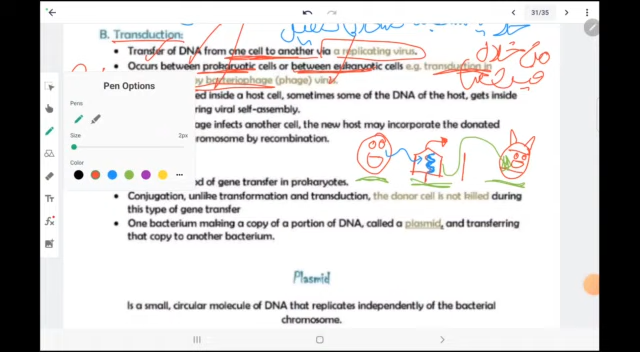 31/35
B. Transduction:
Transfer of DNA from one cell to another via a replicating virus.
Occurs between prokaryotic cells or between eukaryotic cells e.g. transduction in
by bacteriophage (phage) virus
Pen Options
ed inside a host cell, sometimes some of the DNA of the host, gets inside
ring viral self-assembly.
Pens
age infects another cell, the new host may incorporate the donated
romosome by recombination.
Size
2px
Color
od of gene transfer in prokaryotes.
Conjugation, unlike transformation and transduction, the donor cell is not killed during
this type of gene transfer
One bacterium making a copy of a portion of DNA, called a plasmid, and transferring
that copy to another bacterium.
Plasmid
Is a small, circular molecule of DNA that replicates independently of the bacterial
chromosome.